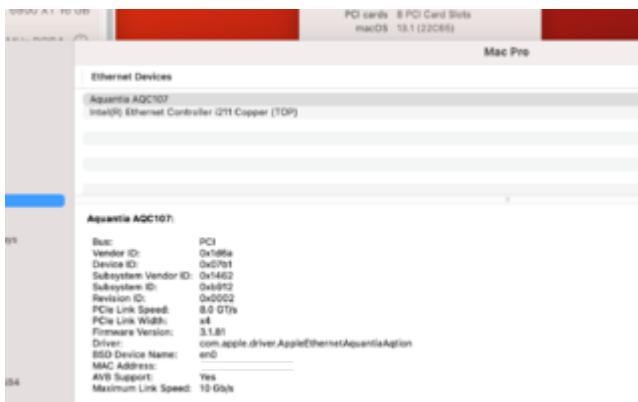 PCI cards 8 PCI Card Slots
macOS 13.1 (22C65)
Mac Pro
Ethernet Devices
Aquantia AQC107
Intel(R) Ethernet Controller i211 Copper (TOP)
Aquantia AQC107:
Bus: PCI
Vendor ID: 0x1d6a
Device ID: 0x07b1
Subsystem Vendor ID: 0x1462
Subsystem ID: 0xb912
Revision ID: 0x0002
PCIe Link Speed: 8.0 GT/s
PCIe Link Width: x4
Firmware Version: 3.1.81
Driver: com.apple.driver.AppleEthernetAquantiaAqtion
BSD Device Name: en0
MAC Address:
AVB Support: Yes
Maximum Link Speed: 10 Gb/s